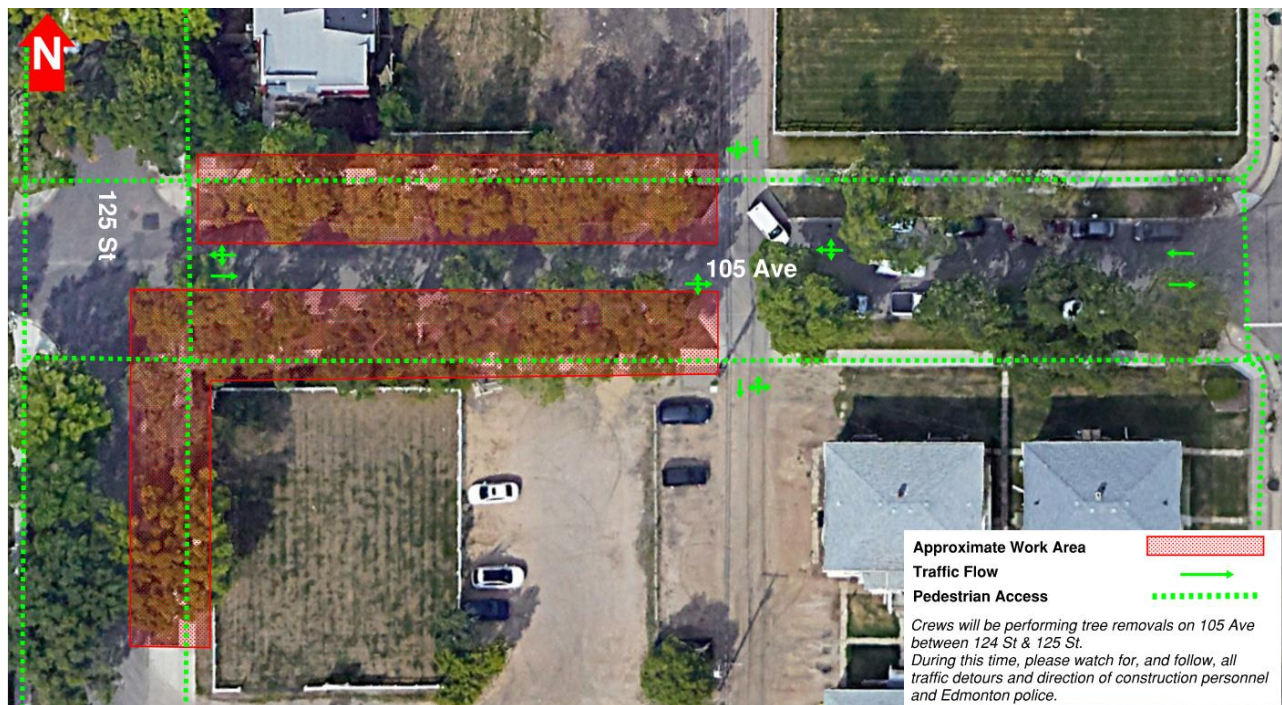 N
125 St
105 Ave
Approximate Work Area
Traffic Flow
Pedestrian Access
Crews will be performing tree removals on 105 Ave
between 124 St & 125 St.
During this time, please watch for, and follow, all
traffic detours and direction of construction personnel
and Edmonton police.